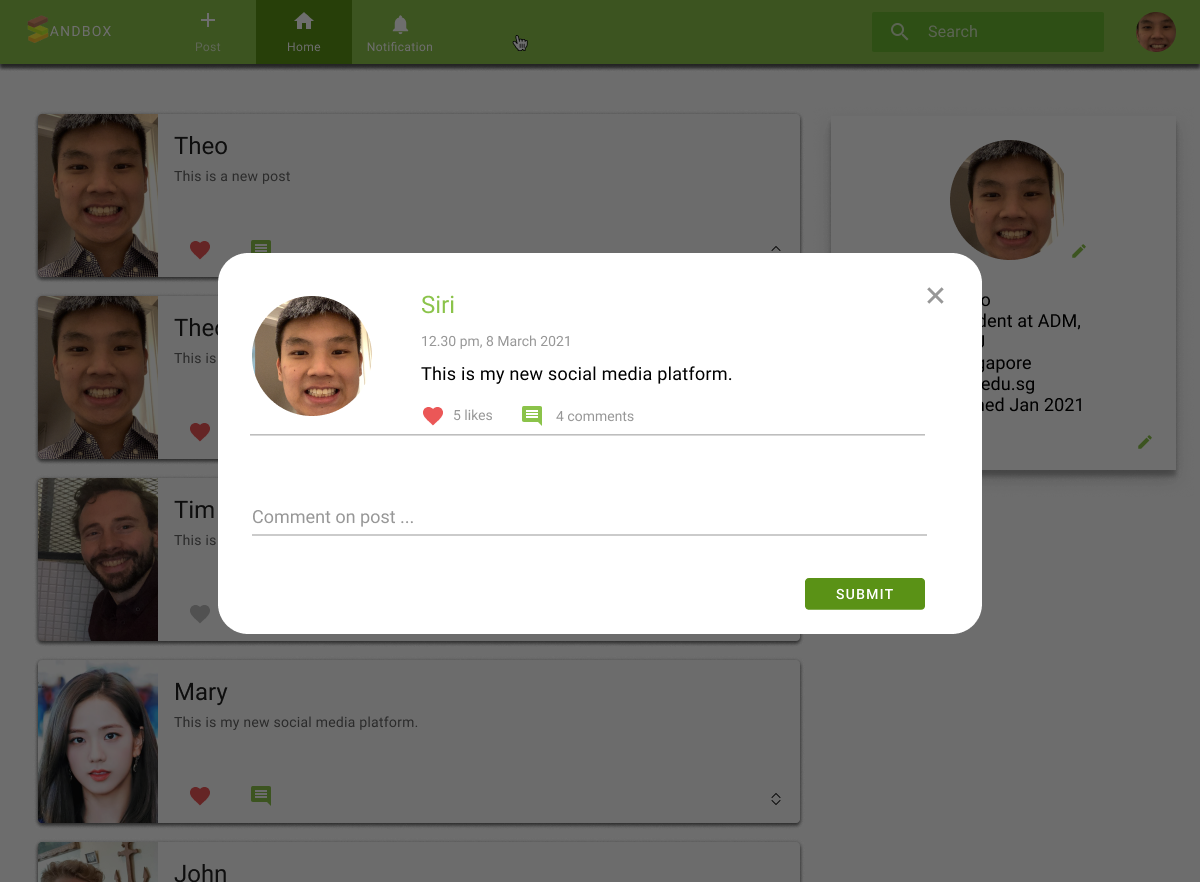 ANDBOX
Post
Home
Notification
Search
Theo
This is a new post
Theo
This is
Tim
This is
Siri
12.30 pm, 8 March 2021
This is my new social media platform.
5 likes
4 comments
Comment on post ...
SUBMIT
dent at ADM,
gapore
edu.sg
ned Jan 2021
Mary
This is my new social media platform.
John